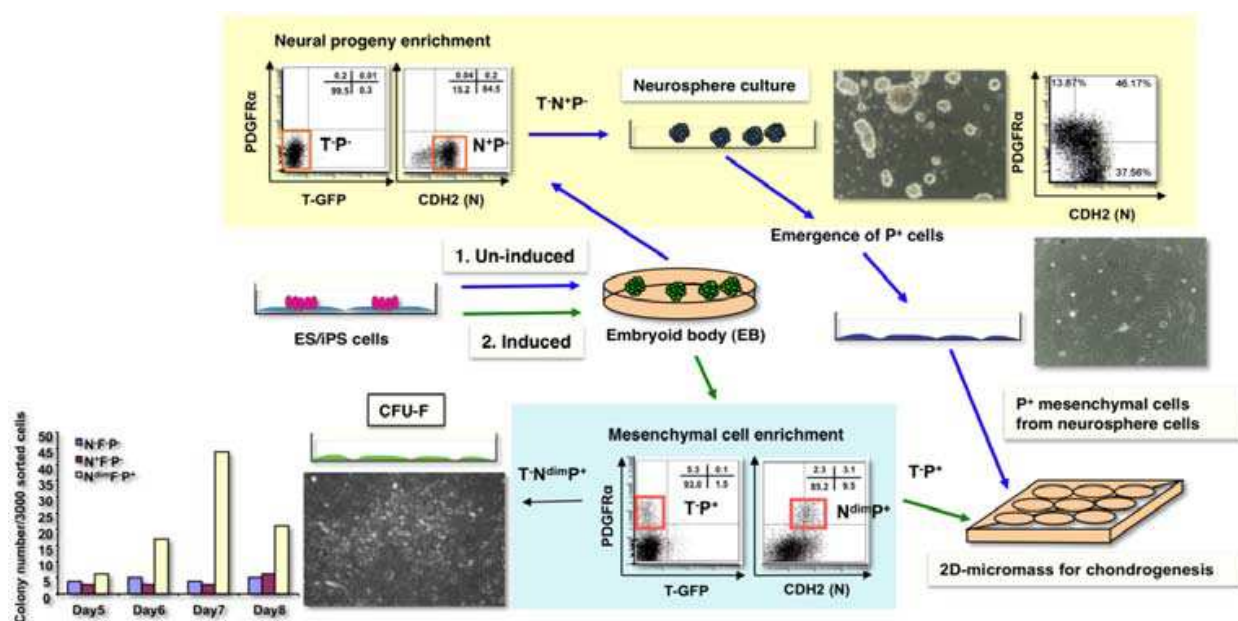 Neural progeny enrichment
PDGFRα
0.2 0.01
99.5 0.3
T-P-
T-GFP
0.04 0.2
15.2 84.5
N+P-
CDH2 (N)
T-N+P-
Neurosphere culture
PDGFRα
13.87% 46.17%
37.56%
CDH2 (N)
Emergence of P+ cells
1. Un-induced
2. Induced
ES/iPS cells
Embryoid body (EB)
P+ mesenchymal cells
from neurosphere cells
CFU-F
Colony number/3000 sorted cells
50
45
40
35
30
25
20
15
10
5
0
N-F-P-
N+F-P-
NdimF-P+
Day5 Day6 Day7 Day8
T-NdimP+
Mesenchymal cell enrichment
PDGFRα
5.3 0.1
93.0 1.5
T-P+
T-GFP
2.3 3.1
85.2 9.5
NdimP+
CDH2 (N)
T-P+
2D-micromass for chondrogenesis